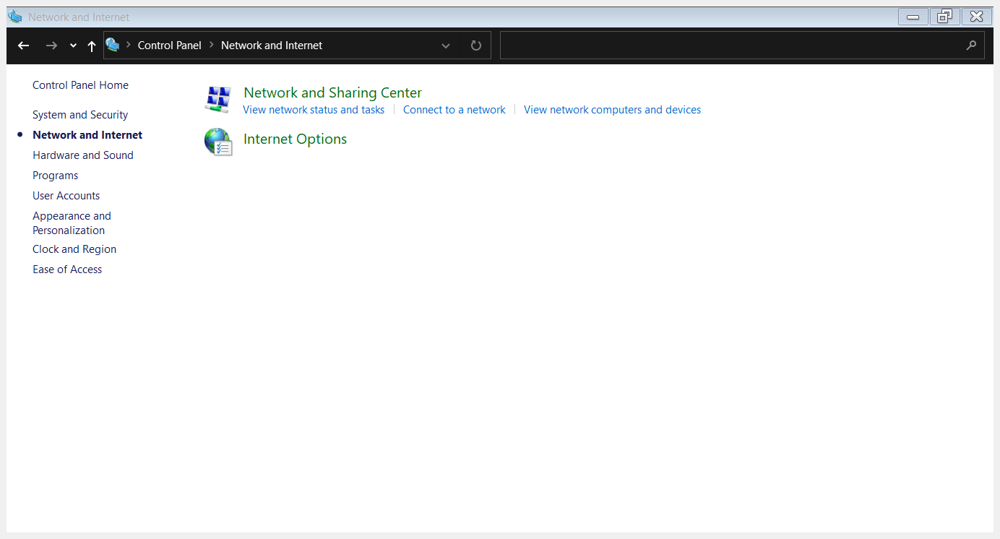 Network and Internet
Control Panel
Network and Internet
Control Panel Home
System and Security
Network and Internet
Hardware and Sound
Programs
User Accounts
Appearance and
Personalization
Clock and Region
Ease of Access
Network and Sharing Center
View network status and tasks
Connect to a network
View network computers and devices
Internet Options